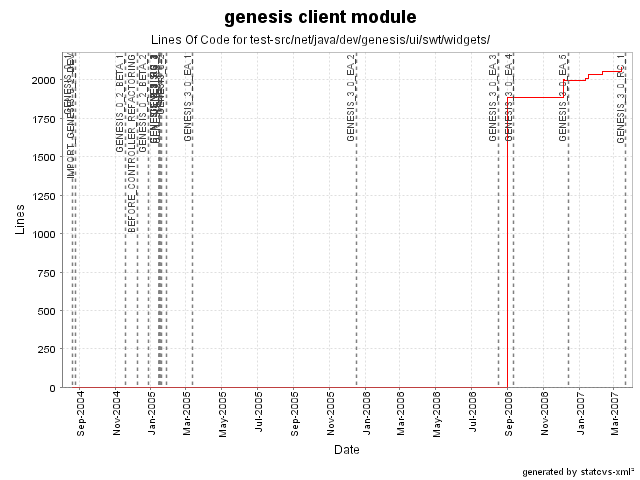 genesis client module
Lines Of Code for test-src/net/java/dev/genesis/ui/swt/widgets/
Lines
2000
1750
1500
1250
1000
750
500
250
0
GENESIS_0_2_BETA_1
BEFORE_CONTROLLER_REFACTORING
GENESIS_0_2_BETA_2
GENESIS_3_0_EA_1
GENESIS_3_0_EA_2
GENESIS_3_0_EA_3
GENESIS_3_0_EA_4
GENESIS_3_0_EA_5
GENESIS_3_0_RC_1
Sep-2004
Nov-2004
Jan-2005
Mar-2005
May-2005
Jul-2005
Sep-2005
Nov-2005
Jan-2006
Mar-2006
May-2006
Jul-2006
Sep-2006
Nov-2006
Jan-2007
Mar-2007
Date
generated by statcvs-xml²